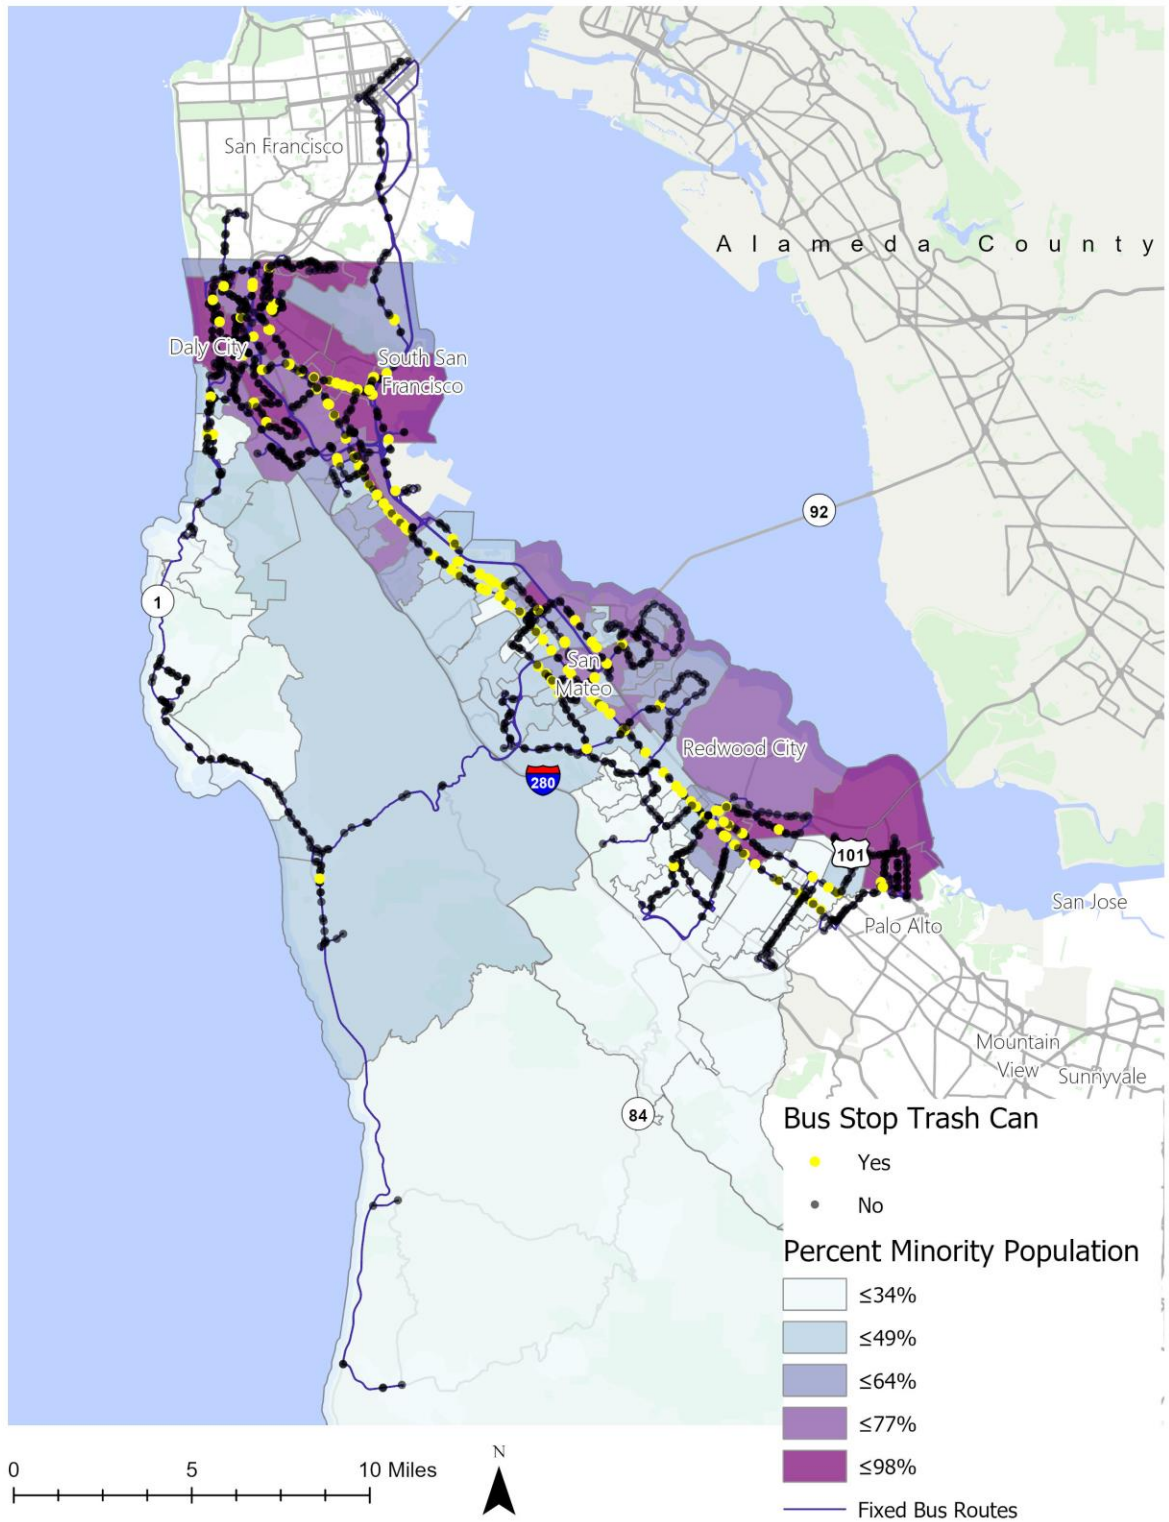 San Francisco
Alameda County
Daly City
South San
Francisco
92
1
San
Mateo
Redwood City
280
101
San Jose
Palo Alto
Mountain
View
Sunnyvale
84
Bus Stop Trash Can
Yes
No
Percent Minority Population
≤34%
≤49%
≤64%
≤77%
≤98%
Fixed Bus Routes
0 5 10 Miles
N